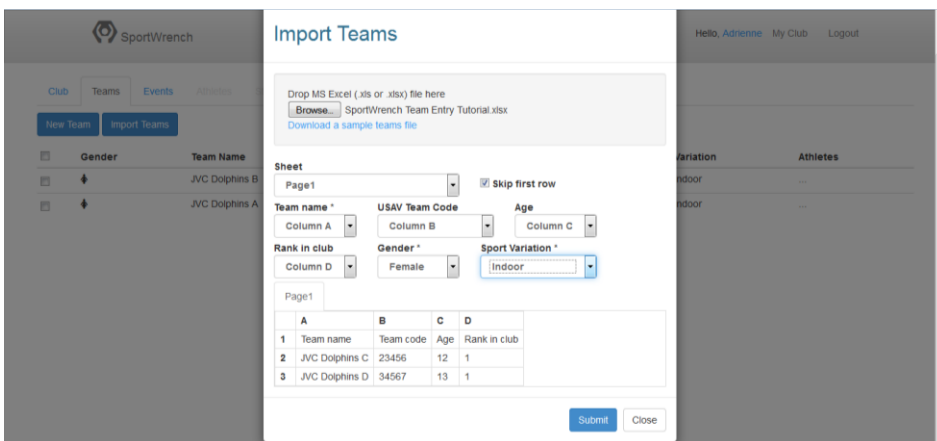 SportWrench
Import Teams
Hello, Adrienne My Club Logout
Club Teams Events Athletes
New Team Import Teams
Drop MS Excel (.xls or .xlsx) file here
Browse... SportWrench Team Entry Tutorial.xlsx
Download a sample teams file
Gender Team Name Variation Athletes
JVC Dolphins B ndoor ...
JVC Dolphins A ndoor ...
Sheet
Page1 Skip first row
Team name * USAV Team Code Age
Column A Column B Column C
Rank in club Gender * Sport Variation *
Column D Female Indoor
Page1
A B C D
1 Team name Team code Age Rank in club
2 JVC Dolphins C 23456 12 1
3 JVC Dolphins D 34567 13 1
Submit Close